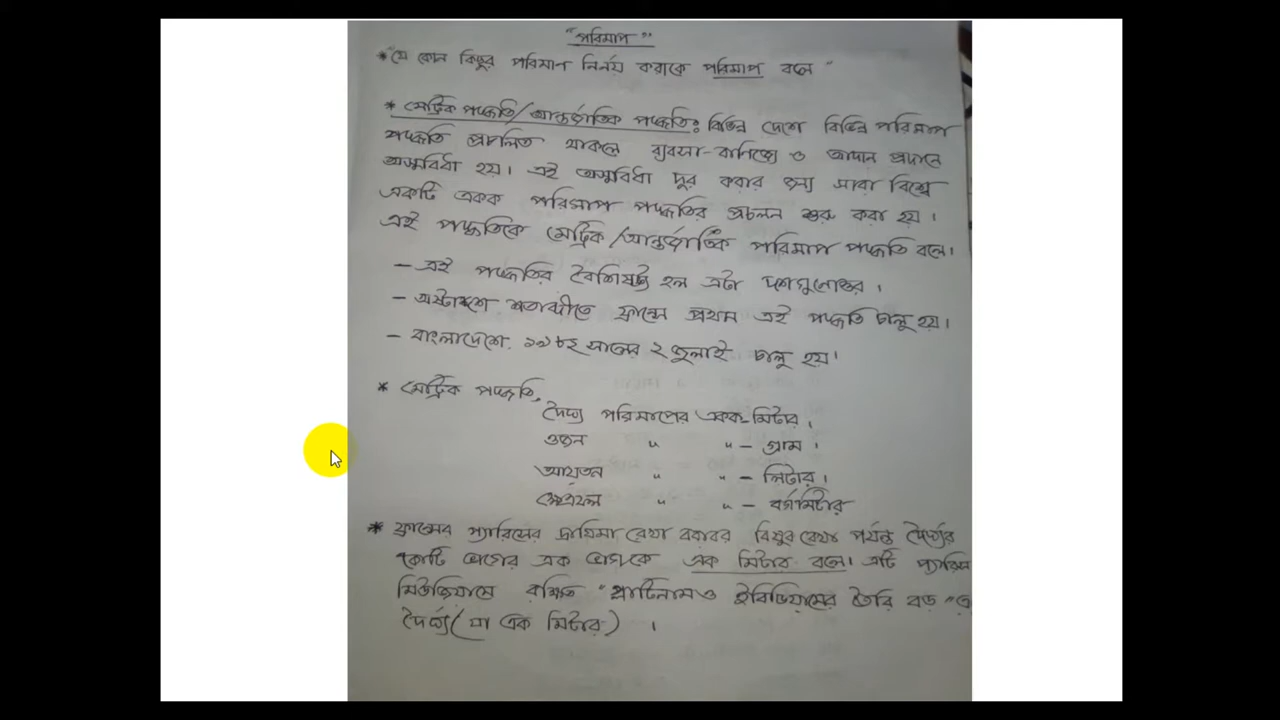 "পরিমাপ"
* "যে কোন কিছুর পরিমাণ নির্নয় করাকে পরিমাপ বলে"
* মেট্রিক পদ্ধতি/আন্তর্জাতিক পদ্ধতিঃ বিভিন্ন দেশে বিভিন্ন পরিমাপ
পদ্ধতি প্রচলিত থাকলে ব্যবসা-বাণিজ্যে ও আদান প্রদানে
অসুবিধা হয়। এই অসুবিধা দুর করার জন্য সারা বিশ্বে
একটি একক পরিমাপ পদ্ধতির প্রচলন শুরু করা হয়।
এই পদ্ধতিকে মেট্রিক/আন্তর্জাতিক পরিমাপ পদ্ধতি বলে।
- এই পদ্ধতির বৈশিষ্ট্য হল এটা দশগুনোত্তর।
- অষ্টাদশ শতাব্দীতে ফ্রান্সে প্রথম এই পদ্ধতি চালু হয়।
- বাংলাদেশে ১৯৮২ সালের ২ জুলাই চালু হয়।
* মেট্রিক পদ্ধতি,
দৈর্ঘ্য পরিমাপের একক-মিটার,
ওজন " " - গ্রাম।
আয়তন " " - লিটার।
ক্ষেত্রফল " " - বর্গমিটার
* ফ্রান্সের প্যারিসের দ্রাঘিমা রেখা বরাবর বিষুব রেখা পর্যন্ত দৈর্ঘ্যের
কোটি ভাগের এক ভাগকে এক মিটার বলে। এটি প্যারিস
মিউজিয়ামে রক্ষিত "প্লাটিনাম ও ইরিডিয়ামের তৈরি রড" এ
দৈর্ঘ্য (যা এক মিটার)।